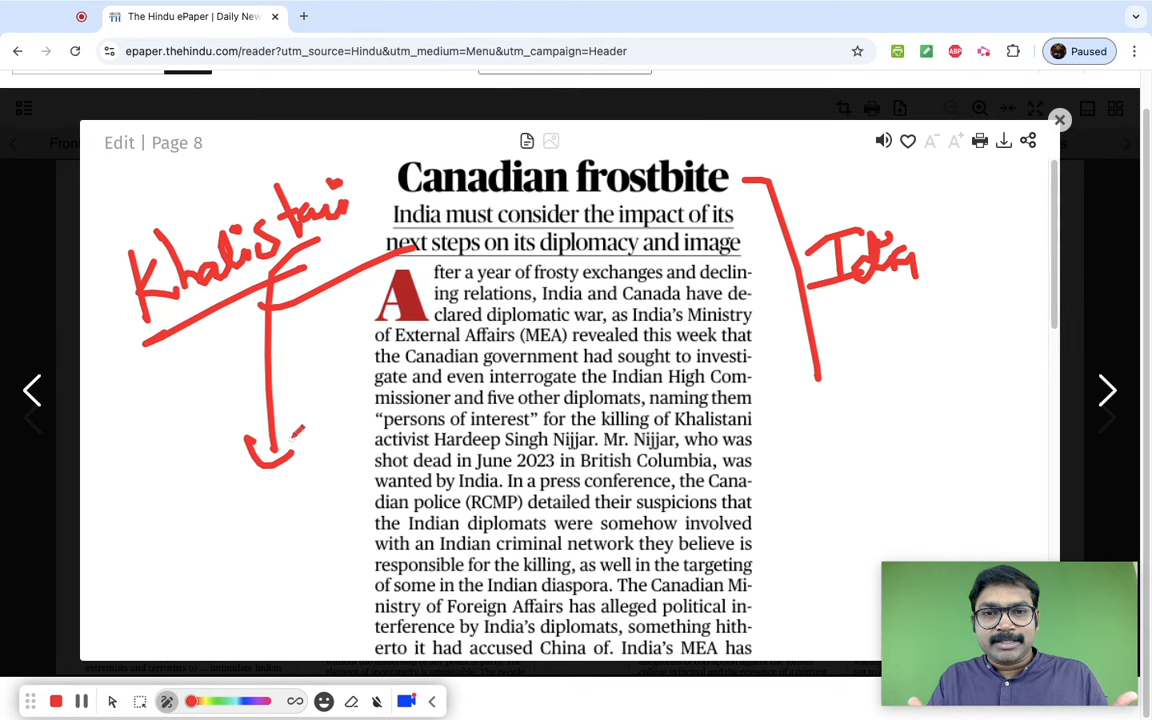 The Hindu ePaper | Daily New
epaper.thehindu.com/reader?utm_source=Hindu&utm_medium=Menu&utm_campaign=Header
ABP
Paused
Edit | Page 8
A- A+
Canadian frostbite
India must consider the impact of its
next steps on its diplomacy and image
Khalistani
After a year of frosty exchanges and declin-
ing relations, India and Canada have de-
clared diplomatic war, as India's Ministry
of External Affairs (MEA) revealed this week that
the Canadian government had sought to investi-
gate and even interrogate the Indian High Com-
missioner and five other diplomats, naming them
"persons of interest" for the killing of Khalistani
activist Hardeep Singh Nijjar. Mr. Nijjar, who was
shot dead in June 2023 in British Columbia, was
wanted by India. In a press conference, the Cana-
dian police (RCMP) detailed their suspicions that
the Indian diplomats were somehow involved
with an Indian criminal network they believe is
responsible for the killing, as well in the targeting
of some in the Indian diaspora. The Canadian Mi-
nistry of Foreign Affairs has alleged political in-
terference by India's diplomats, something hith-
erto it had accused China of. India's MEA has
extremists and terrorists to ... intimidate Indian